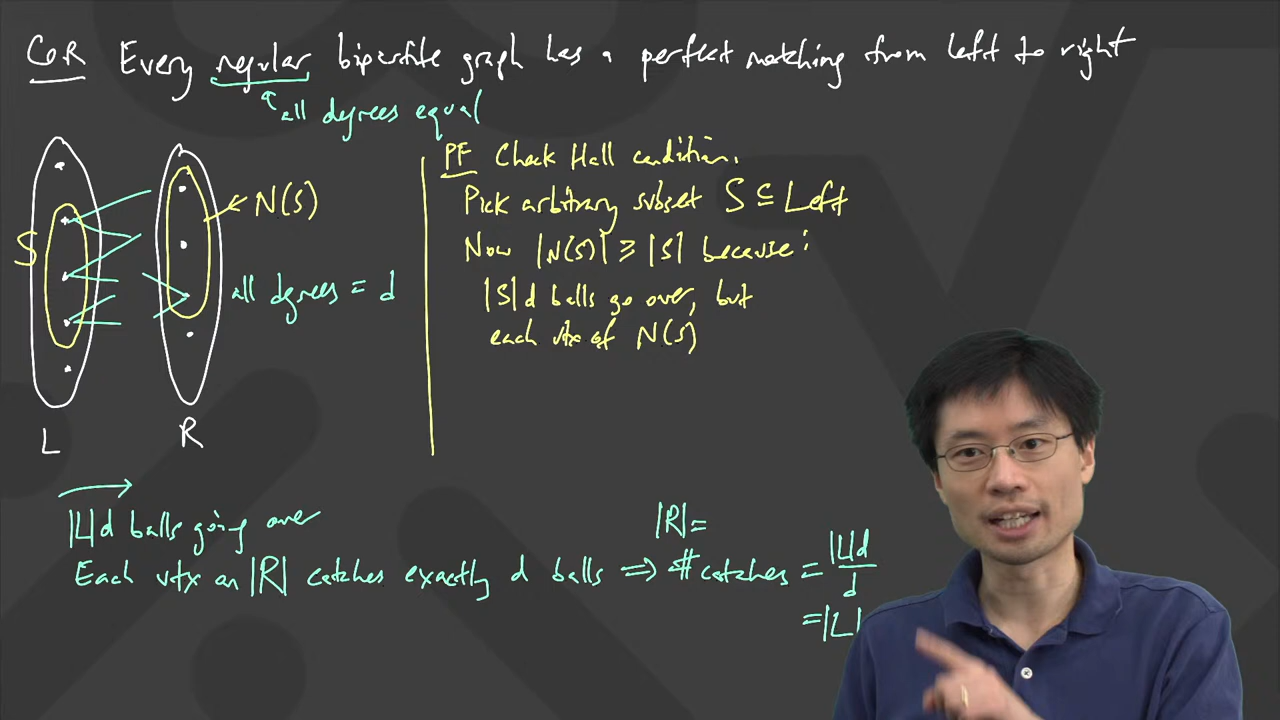 COR Every regular bipartite graph has a perfect matching from left to right
all degrees equal
S
N(S)
all degrees = d
L
R
PF Check Hall condition.
Pick arbitrary subset S ⊆ Left
Now |N(S)| ≥ |S| because:
|S|d balls go over, but
each vtx of N(S)
|L|d balls going over
Each vtx on |R| catches exactly d balls ⇒ # catches = |L|d / d
|R| =
= |L|